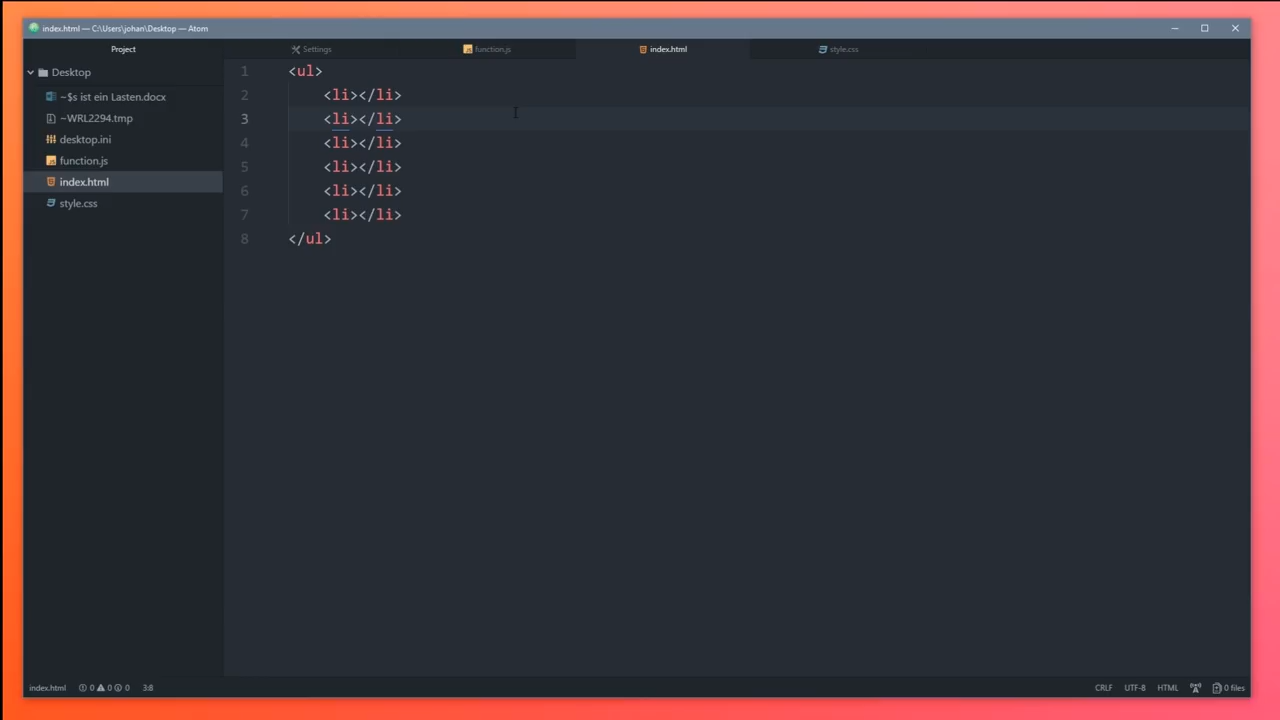 index.html — C:\Users\johan\Desktop — Atom
Project
Settings
function.js
index.html
style.css
Desktop
~$s ist ein Lasten.docx
~WRL2294.tmp
desktop.ini
function.js
index.html
style.css
1 <ul>
2 <li></li>
3 <li></li>
4 <li></li>
5 <li></li>
6 <li></li>
7 <li></li>
8 </ul>
index.html 0 0 0 3:8
CRLF UTF-8 HTML 0 files